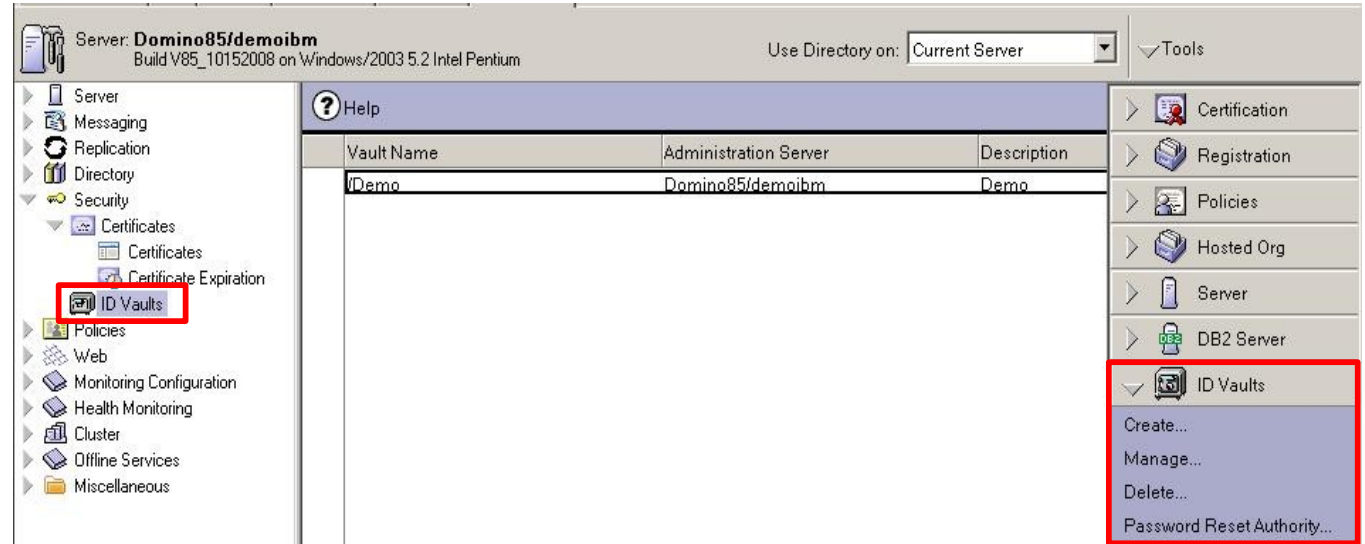 Server: Domino85/demoibm
Build V85_10152008 on Windows/2003 5.2 Intel Pentium
Use Directory on: Current Server
Tools
Server
Messaging
Replication
Directory
Security
Certificates
Certificates
Certificate Expiration
ID Vaults
Policies
Web
Monitoring Configuration
Health Monitoring
Cluster
Offline Services
Miscellaneous
? Help
Vault Name Administration Server Description
/Demo Domino85/demoibm Demo
Certification
Registration
Policies
Hosted Org
Server
DB2 DB2 Server
ID Vaults
Create...
Manage...
Delete...
Password Reset Authority...